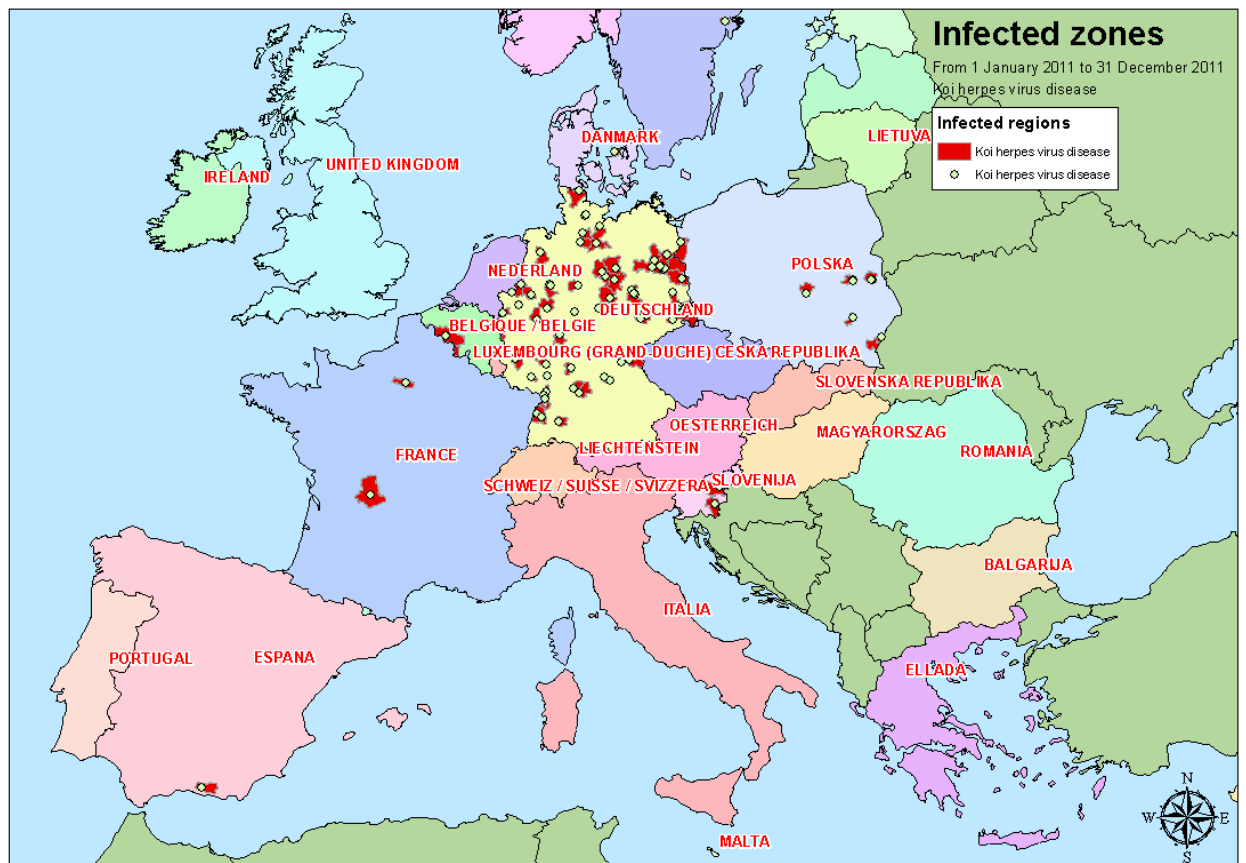 Infected zones
From 1 January 2011 to 31 December 2011
Koi herpes virus disease
Infected regions
Koi herpes virus disease
Koi herpes virus disease
DANMARK
LIETUVA
UNITED KINGDOM
IRELAND
NEDERLAND
POLSKA
DEUTSCHLAND
BELGIQUE / BELGIE
LUXEMBOURG (GRAND-DUCHE)
CESKA REPUBLIKA
SLOVENSKA REPUBLIKA
OESTERREICH
MAGYARORSZAG
ROMANIA
FRANCE
LIECHTENSTEIN
SCHWEIZ / SUISSE / SVIZZERA
SLOVENIJA
BALGARIJA
ITALIA
PORTUGAL
ESPANA
ELLADA
MALTA
N
W
E
S